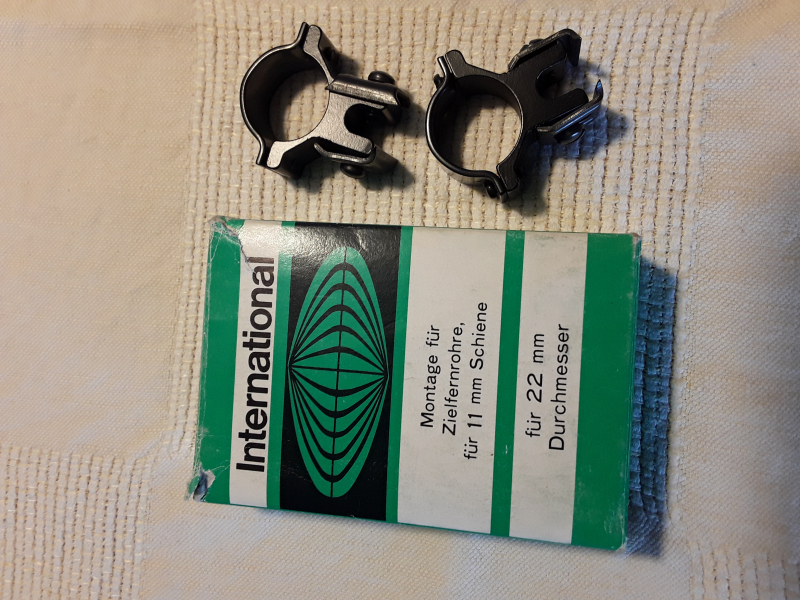 International
Montage für
Zielfernrohre,
für 11 mm Schiene
für 22 mm
Durchmesser